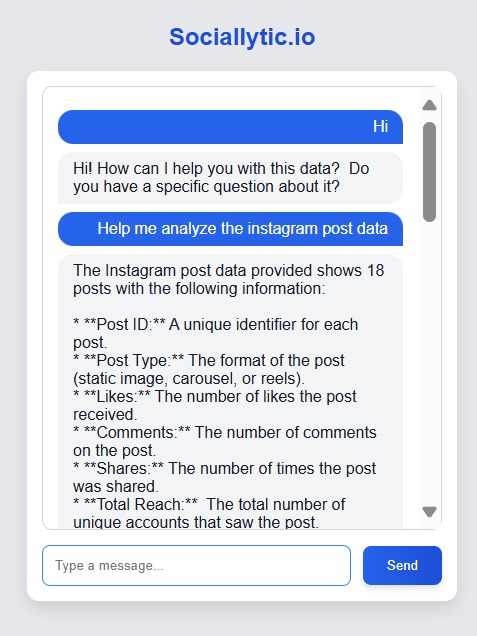 Sociallytic.io
Hi
Hi! How can I help you with this data?  Do
you have a specific question about it?
Help me analyze the instagram post data
The Instagram post data provided shows 18
posts with the following information:
* **Post ID:** A unique identifier for each
post.
* **Post Type:** The format of the post
(static image, carousel, or reels).
* **Likes:** The number of likes the post
received.
* **Comments:** The number of comments
on the post.
* **Shares:** The number of times the post
was shared.
* **Total Reach:**  The total number of
unique accounts that saw the post.
Type a message...
Send